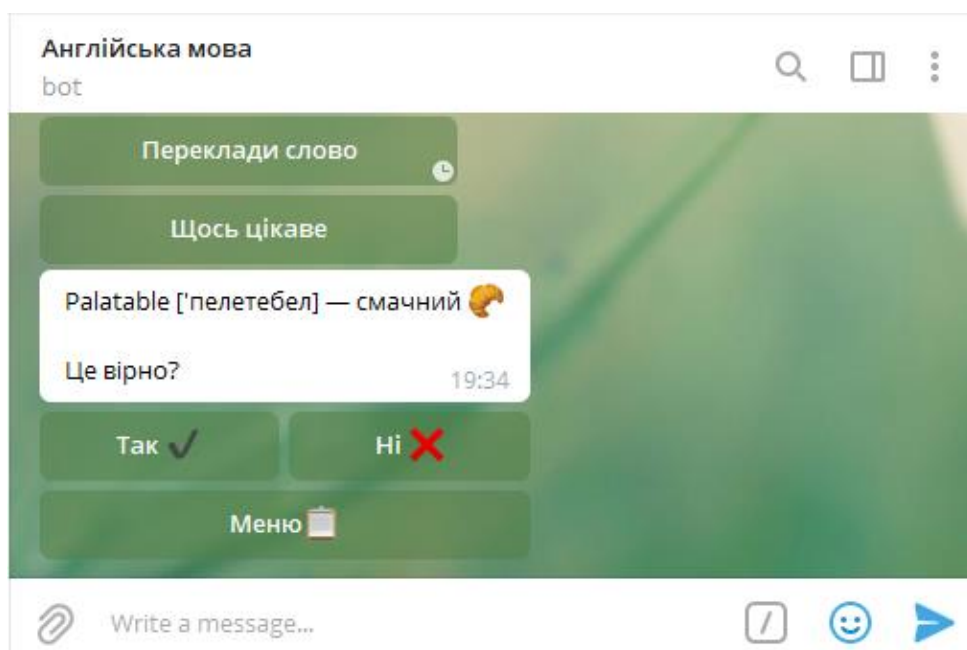 Англійська мова
bot
Переклади слово
Щось цікаве
Palatable ['пелетебел] — смачний 🥐
Це вірно?
19:34
Так ✔️ Ні ❌
Меню📋
Write a message...